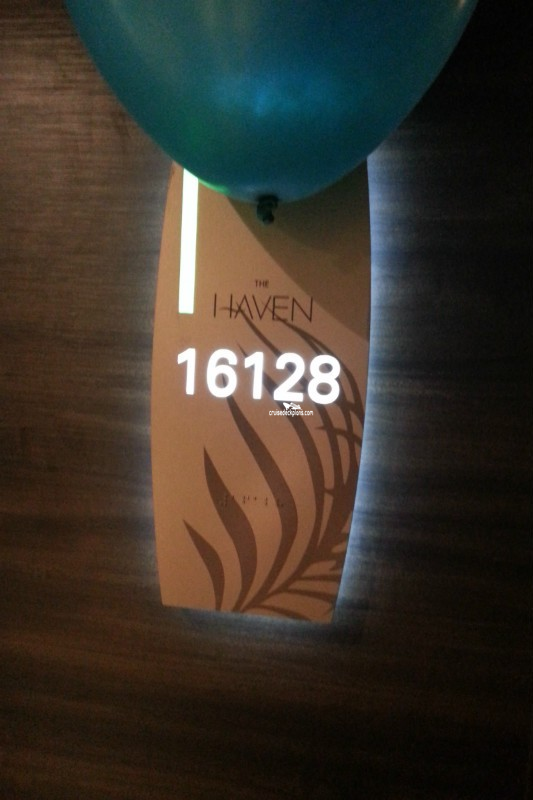 THE
HAVEN
16128
cruisedeckplans.com